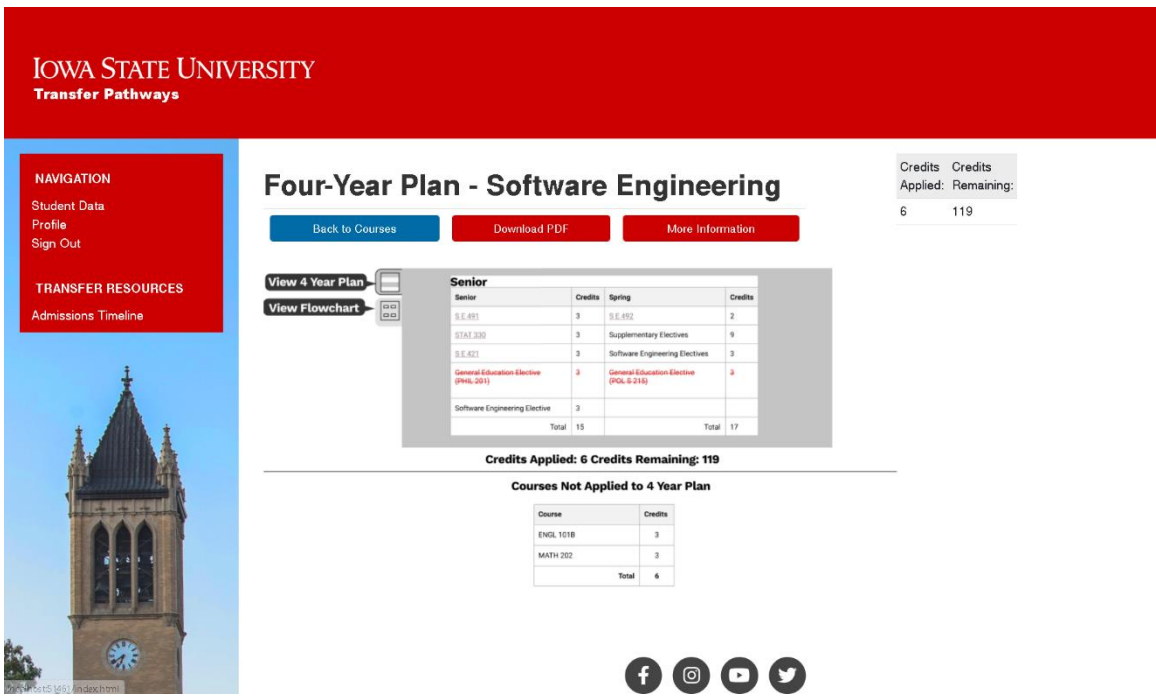 IOWA STATE UNIVERSITY
Transfer Pathways
NAVIGATION
Student Data
Profile
Sign Out
TRANSFER RESOURCES
Admissions Timeline
Four-Year Plan - Software Engineering
Back to Courses Download PDF More Information
Credits Applied: Credits Remaining:
6 119
View 4 Year Plan
View Flowchart
Senior
Senior Credits Spring Credits
S E 491 3 S E 492 2
STAT 330 3 Supplementary Electives 9
S E 421 3 Software Engineering Electives 3
General Education Elective (PHIL 201) 3 General Education Elective (POL S 215) 3
Software Engineering Elective 3
Total 15 Total 17
Credits Applied: 6 Credits Remaining: 119
Courses Not Applied to 4 Year Plan
Course Credits
ENGL 101B 3
MATH 202 3
Total 6